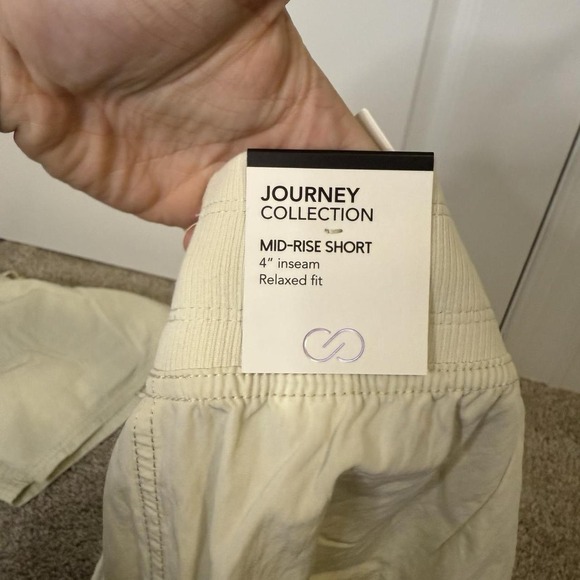 JOURNEY
COLLECTION
MID-RISE SHORT
4" inseam
Relaxed fit